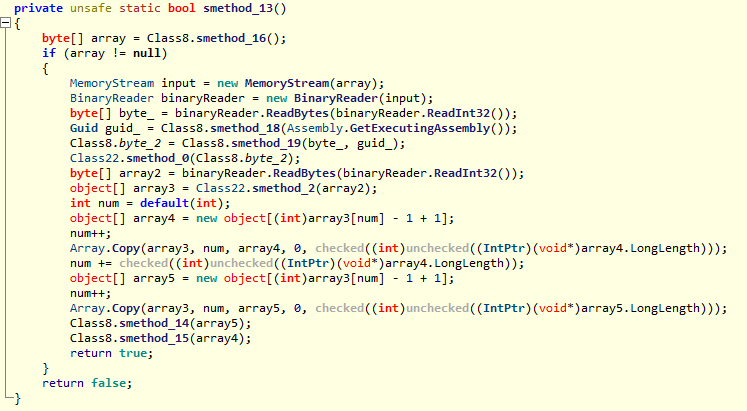 private unsafe static bool smethod_13()
{
    byte[] array = Class8.smethod_16();
    if (array != null)
    {
        MemoryStream input = new MemoryStream(array);
        BinaryReader binaryReader = new BinaryReader(input);
        byte[] byte_ = binaryReader.ReadBytes(binaryReader.ReadInt32());
        Guid guid_ = Class8.smethod_18(Assembly.GetExecutingAssembly());
        Class8.byte_2 = Class8.smethod_19(byte_, guid_);
        Class22.smethod_0(Class8.byte_2);
        byte[] array2 = binaryReader.ReadBytes(binaryReader.ReadInt32());
        object[] array3 = Class22.smethod_2(array2);
        int num = default(int);
        object[] array4 = new object[(int)array3[num] - 1 + 1];
        num++;
        Array.Copy(array3, num, array4, 0, checked((int)unchecked((IntPtr)(void*)array4.LongLength)));
        num += checked((int)unchecked((IntPtr)(void*)array4.LongLength));
        object[] array5 = new object[(int)array3[num] - 1 + 1];
        num++;
        Array.Copy(array3, num, array5, 0, checked((int)unchecked((IntPtr)(void*)array5.LongLength)));
        Class8.smethod_14(array5);
        Class8.smethod_15(array4);
        return true;
    }
    return false;
}